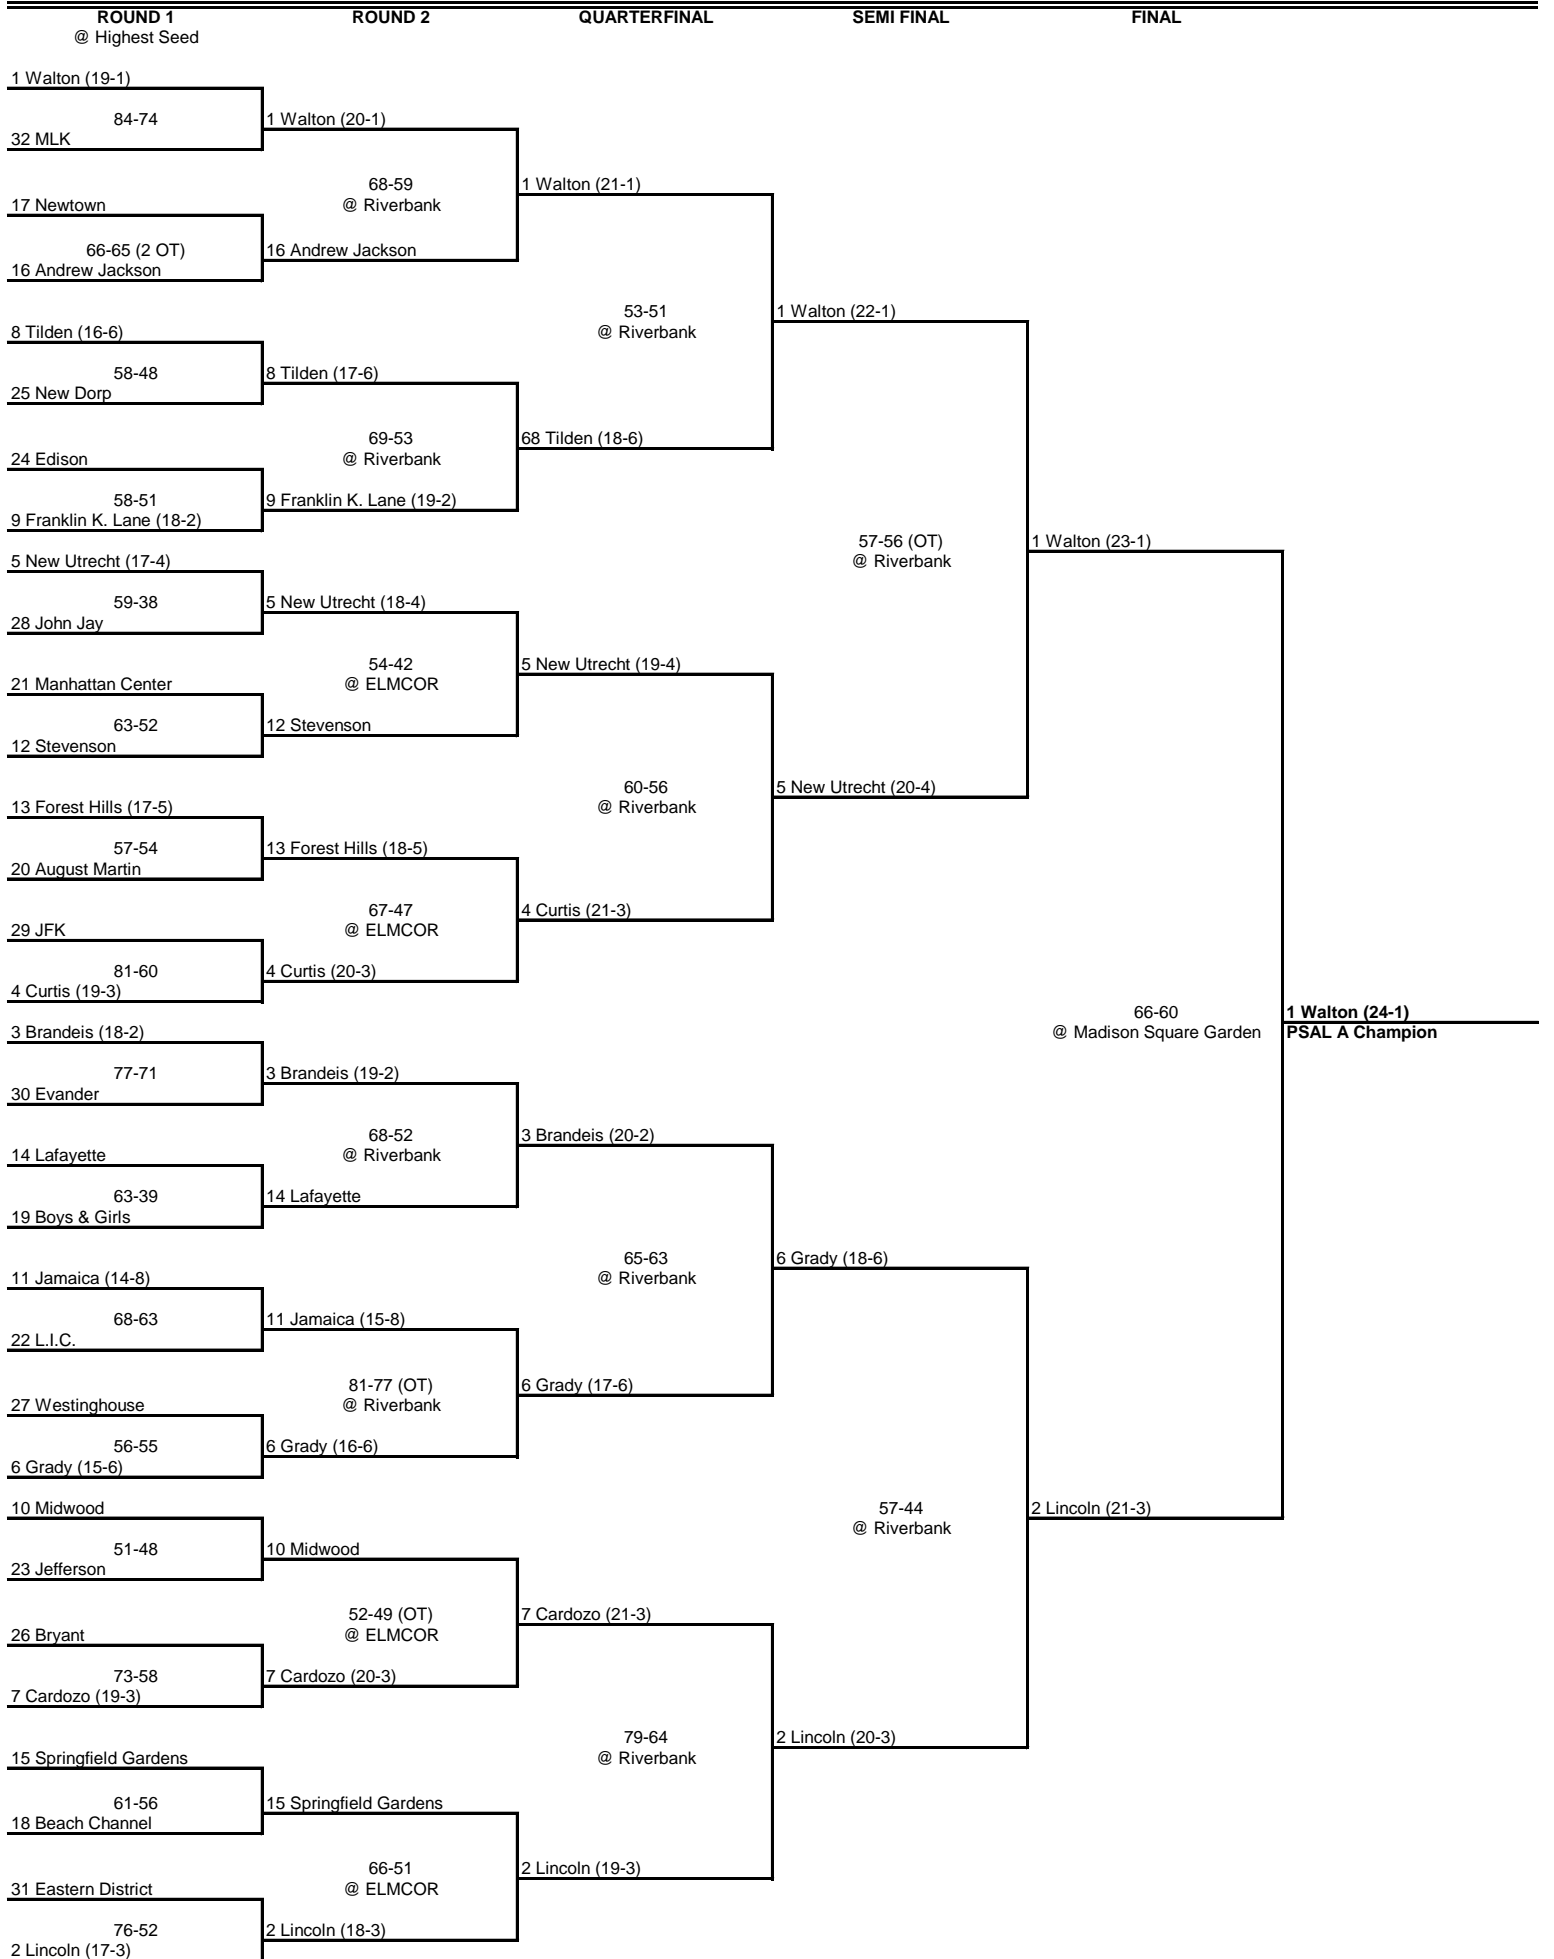 ROUND 1 ROUND 2 QUARTERFINAL SEMI FINAL FINAL
@ Highest Seed
1 Walton (19-1)
84-74 1 Walton (20-1)
32 MLK
68-59 1 Walton (21-1)
17 Newtown @ Riverbank
66-65 (2 OT) 16 Andrew Jackson
16 Andrew Jackson
53-51 1 Walton (22-1)
8 Tilden (16-6) @ Riverbank
58-48 8 Tilden (17-6)
25 New Dorp
69-53 68 Tilden (18-6)
24 Edison @ Riverbank
58-51 9 Franklin K. Lane (19-2)
9 Franklin K. Lane (18-2)
57-56 (OT) 1 Walton (23-1)
5 New Utrecht (17-4) @ Riverbank
59-38 5 New Utrecht (18-4)
28 John Jay
54-42 5 New Utrecht (19-4)
21 Manhattan Center @ ELMCOR
63-52 12 Stevenson
12 Stevenson
60-56 5 New Utrecht (20-4)
13 Forest Hills (17-5) @ Riverbank
57-54 13 Forest Hills (18-5)
20 August Martin
67-47 4 Curtis (21-3)
29 JFK @ ELMCOR
81-60 4 Curtis (20-3)
4 Curtis (19-3)
66-60 1 Walton (24-1)
3 Brandeis (18-2) @ Madison Square Garden PSAL A Champion
77-71 3 Brandeis (19-2)
30 Evander
68-52 3 Brandeis (20-2)
14 Lafayette @ Riverbank
63-39 14 Lafayette
19 Boys & Girls
65-63 6 Grady (18-6)
11 Jamaica (14-8) @ Riverbank
68-63 11 Jamaica (15-8)
22 L.I.C.
81-77 (OT) 6 Grady (17-6)
27 Westinghouse @ Riverbank
56-55 6 Grady (16-6)
6 Grady (15-6)
10 Midwood 57-44 2 Lincoln (21-3)
@ Riverbank
51-48 10 Midwood
23 Jefferson
52-49 (OT) 7 Cardozo (21-3)
26 Bryant @ ELMCOR
73-58 7 Cardozo (20-3)
7 Cardozo (19-3)
79-64 2 Lincoln (20-3)
15 Springfield Gardens @ Riverbank
61-56 15 Springfield Gardens
18 Beach Channel
66-51 2 Lincoln (19-3)
31 Eastern District @ ELMCOR
76-52 2 Lincoln (18-3)
2 Lincoln (17-3)